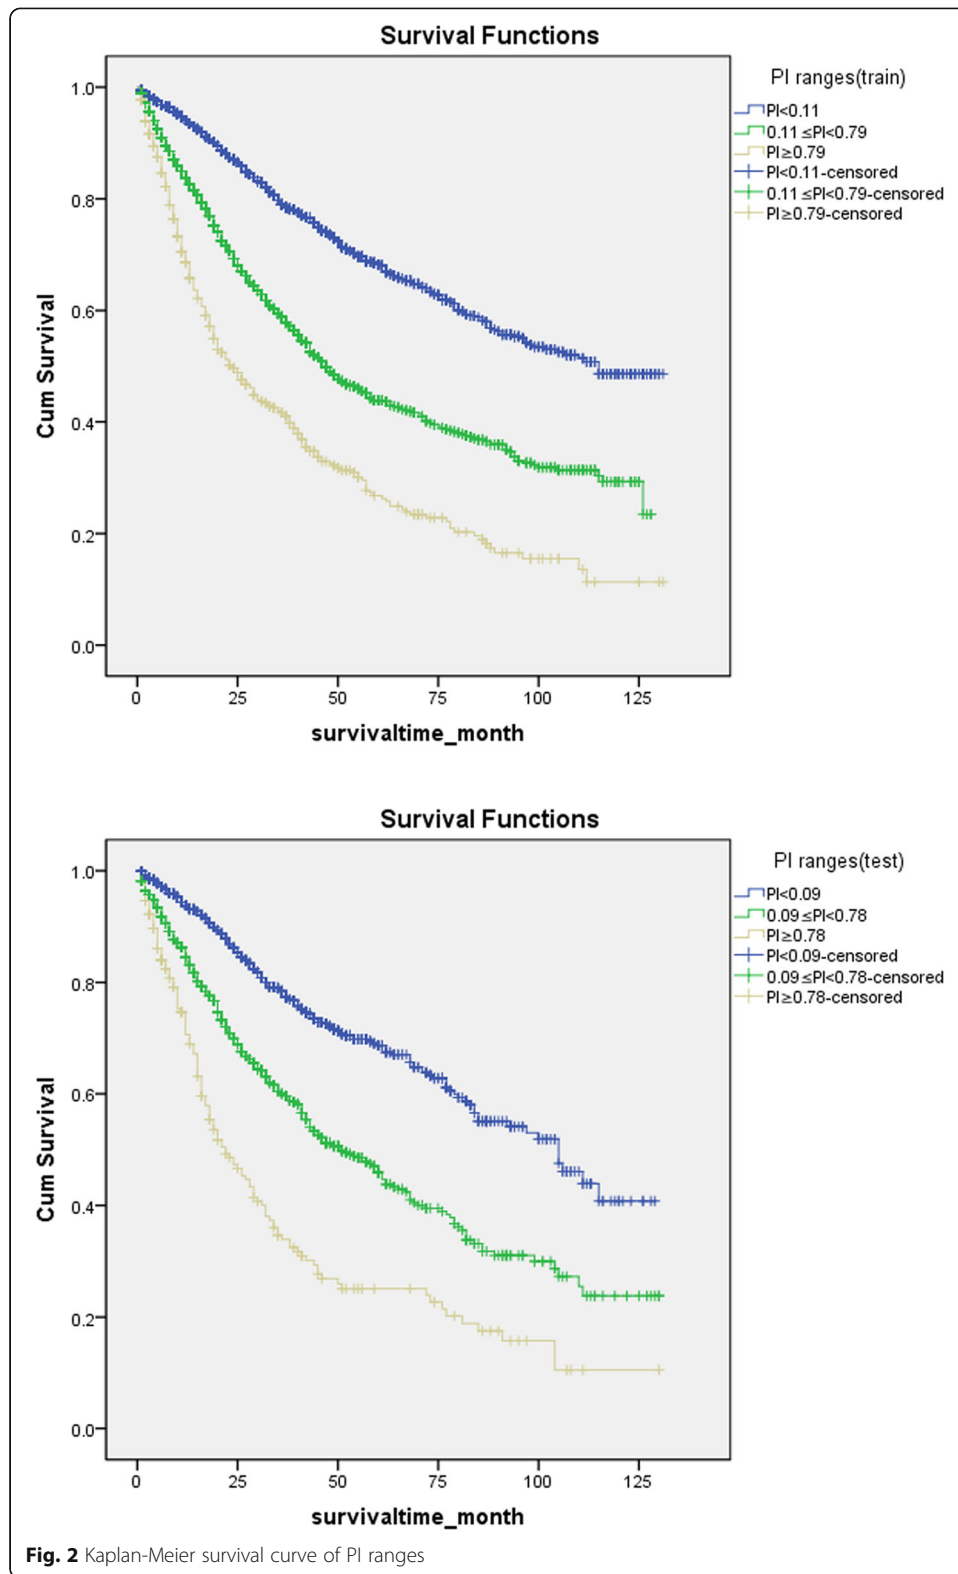 Survival Functions
PI ranges(train)
PI<0.11
0.11≤PI<0.79
PI≥0.79
PI<0.11-censored
0.11≤PI<0.79-censored
PI≥0.79-censored
1.0
0.8
0.6
0.4
0.2
0.0
Cum Survival
0 25 50 75 100 125
survivaltime_month
Survival Functions
PI ranges(test)
PI<0.09
0.09≤PI<0.78
PI≥0.78
PI<0.09-censored
0.09≤PI<0.78-censored
PI≥0.78-censored
1.0
0.8
0.6
0.4
0.2
0.0
Cum Survival
0 25 50 75 100 125
survivaltime_month
Fig. 2 Kaplan-Meier survival curve of PI ranges